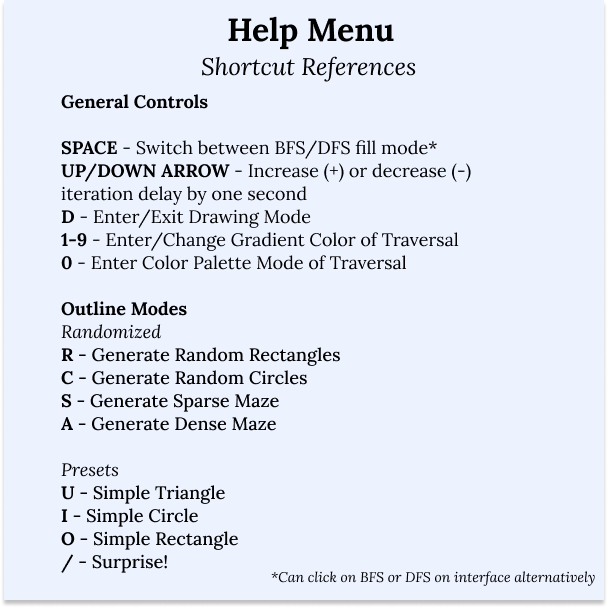 Help Menu
Shortcut References
General Controls
SPACE - Switch between BFS/DFS fill mode*
UP/DOWN ARROW - Increase (+) or decrease (-)
iteration delay by one second
D - Enter/Exit Drawing Mode
1-9 - Enter/Change Gradient Color of Traversal
0 - Enter Color Palette Mode of Traversal
Outline Modes
Randomized
R - Generate Random Rectangles
C - Generate Random Circles
S - Generate Sparse Maze
A - Generate Dense Maze
Presets
U - Simple Triangle
I - Simple Circle
O - Simple Rectangle
/ - Surprise!
*Can click on BFS or DFS on interface alternatively